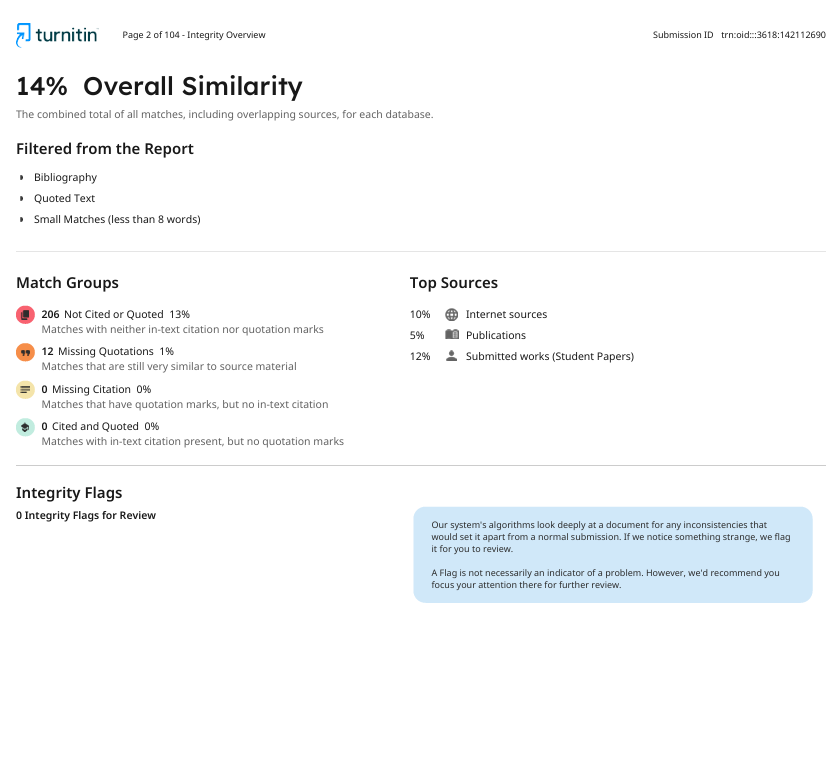 turnitin
Page 2 of 104 - Integrity Overview
Submission ID trn:oid:::3618:142112690
14% Overall Similarity
The combined total of all matches, including overlapping sources, for each database.
Filtered from the Report
Bibliography
Quoted Text
Small Matches (less than 8 words)
Match Groups
206 Not Cited or Quoted 13%
Matches with neither in-text citation nor quotation marks
12 Missing Quotations 1%
Matches that are still very similar to source material
0 Missing Citation 0%
Matches that have quotation marks, but no in-text citation
0 Cited and Quoted 0%
Matches with in-text citation present, but no quotation marks
Top Sources
10% Internet sources
5% Publications
12% Submitted works (Student Papers)
Integrity Flags
0 Integrity Flags for Review
Our system's algorithms look deeply at a document for any inconsistencies that
would set it apart from a normal submission. If we notice something strange, we flag
it for you to review.
A Flag is not necessarily an indicator of a problem. However, we'd recommend you
focus your attention there for further review.